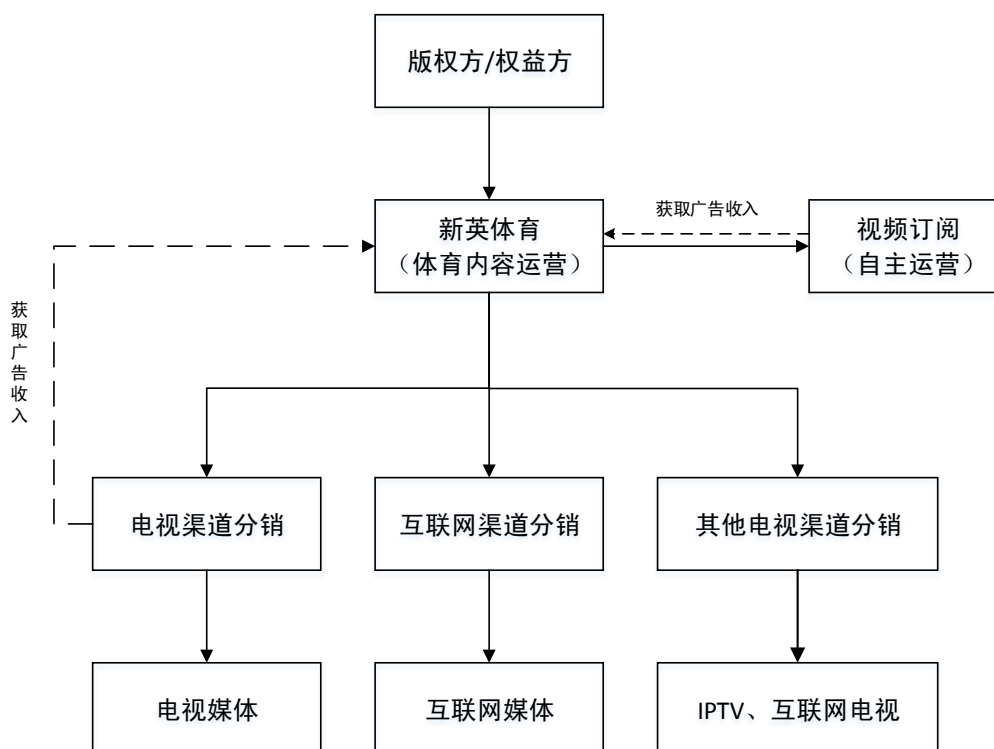 版权方/权益方
获取广告收入
新英体育
（体育内容运营）
视频订阅
（自主运营）
获取广告收入
电视渠道分销
互联网渠道分销
其他电视渠道分销
电视媒体
互联网媒体
IPTV、互联网电视